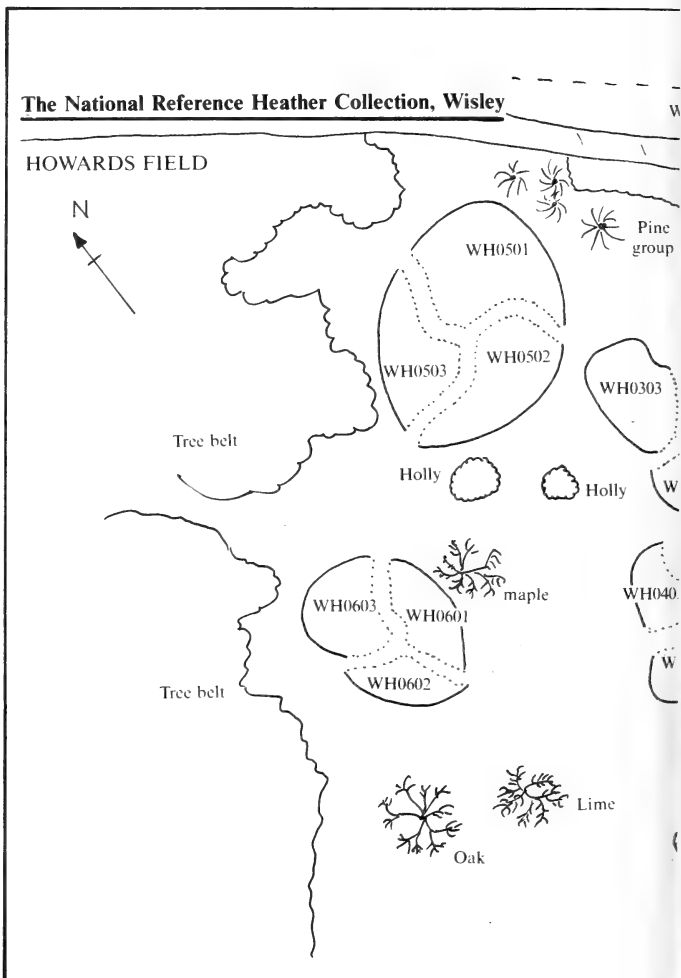 The National Reference Heather Collection, Wisley
W
HOWARDS FIELD
N
Pine
group
WH0501
WH0502
WH0503
WH0303
Tree belt
Holly
Holly
W
maple
WH0603
WH0601
WH040
WH0602
W
Tree belt
Lime
Oak